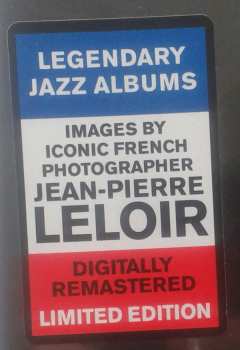 LEGENDARY
JAZZ ALBUMS
IMAGES BY
ICONIC FRENCH
PHOTOGRAPHER
JEAN-PIERRE
LELOIR
DIGITALLY
REMASTERED
LIMITED EDITION